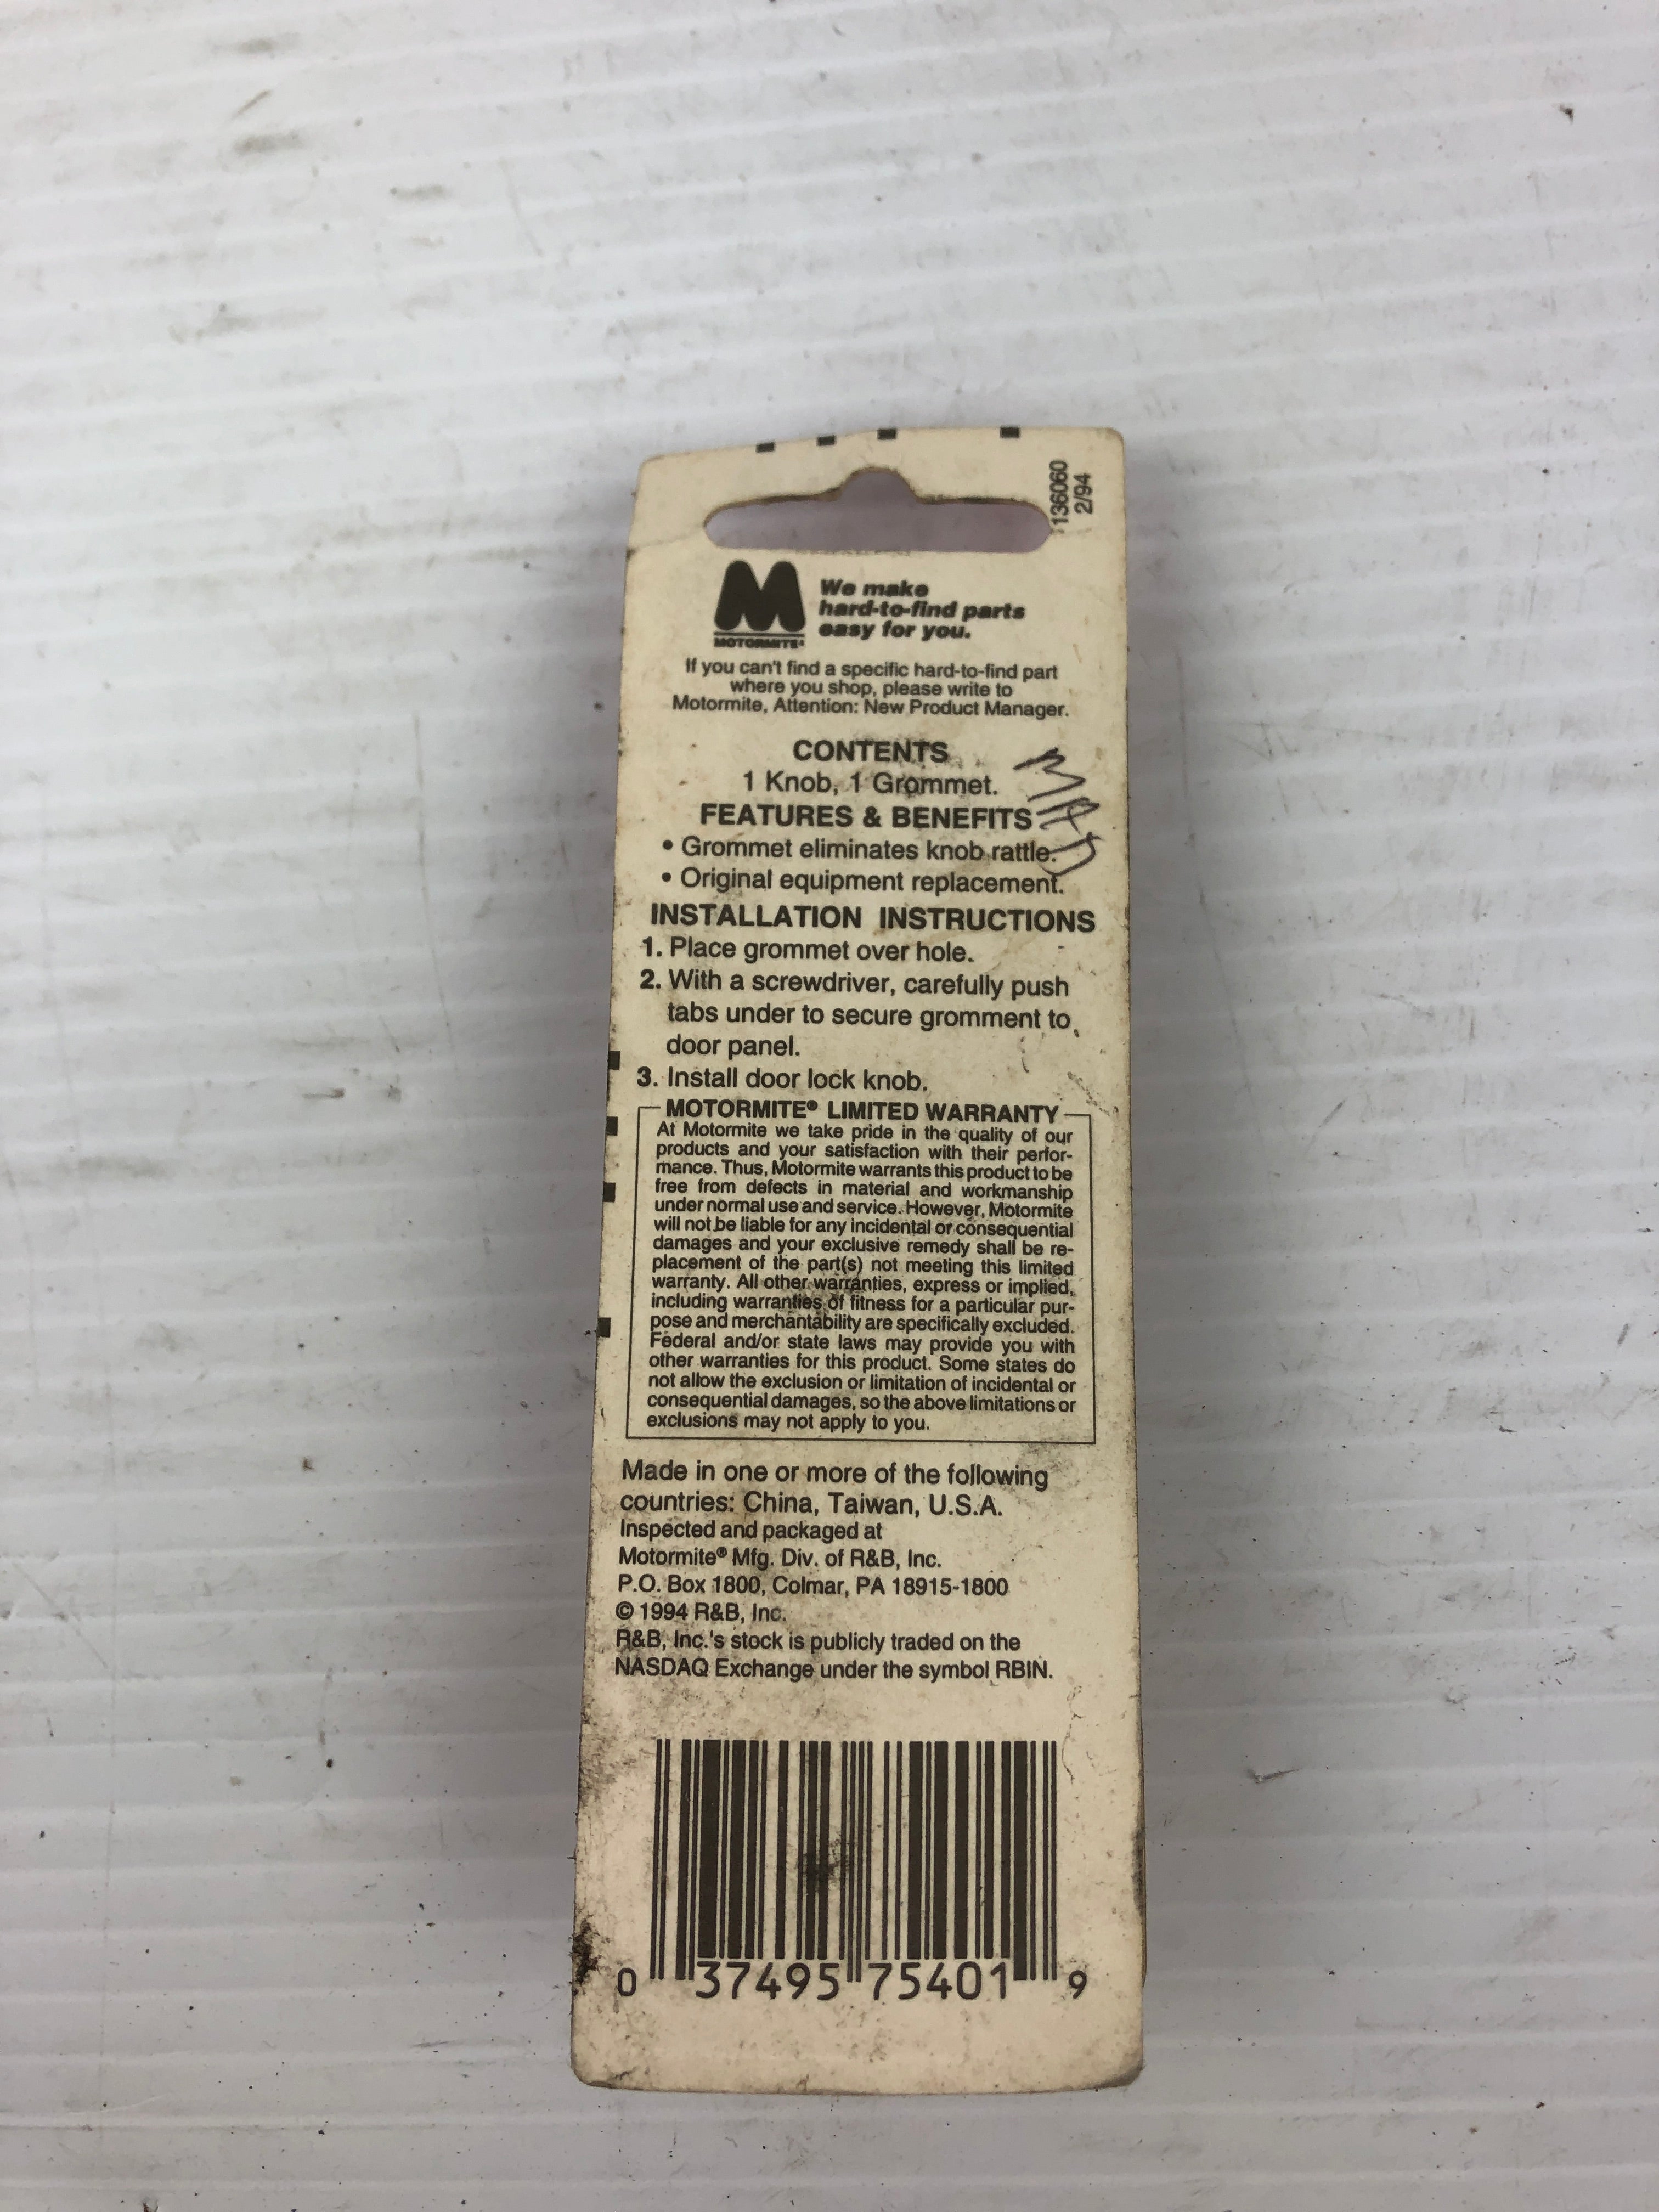 136060
2/94
We make
hard-to-find parts
easy for you.
MOTORMITE®
If you can't find a specific hard-to-find part
where you shop, please write to
Motormite, Attention: New Product Manager.
CONTENTS
1 Knob, 1 Grommet.
FEATURES & BENEFITS
• Grommet eliminates knob rattle.
• Original equipment replacement.
INSTALLATION INSTRUCTIONS
1. Place grommet over hole.
2. With a screwdriver, carefully push
tabs under to secure gromment to
door panel.
3. Install door lock knob.
MOTORMITE® LIMITED WARRANTY
At Motormite we take pride in the quality of our
products and your satisfaction with their perfor-
mance. Thus, Motormite warrants this product to be
free from defects in material and workmanship
under normal use and service. However, Motormite
will not be liable for any incidental or consequential
damages and your exclusive remedy shall be re-
placement of the part(s) not meeting this limited
warranty. All other warranties, express or implied,
including warranties of fitness for a particular pur-
pose and merchantability are specifically excluded.
Federal and/or state laws may provide you with
other warranties for this product. Some states do
not allow the exclusion or limitation of incidental or
consequential damages, so the above limitations or
exclusions may not apply to you.
Made in one or more of the following
countries: China, Taiwan, U.S.A.
Inspected and packaged at
Motormite® Mfg. Div. of R&B, Inc.
P.O. Box 1800, Colmar, PA 18915-1800
© 1994 R&B, Inc.
R&B, Inc.'s stock is publicly traded on the
NASDAQ Exchange under the symbol RBIN.
0 37495 75401 9